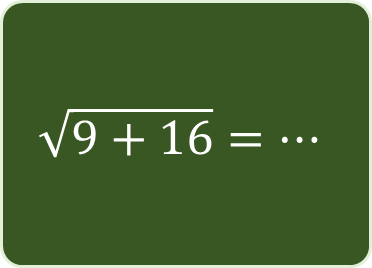 √9 + 16 = ⋯